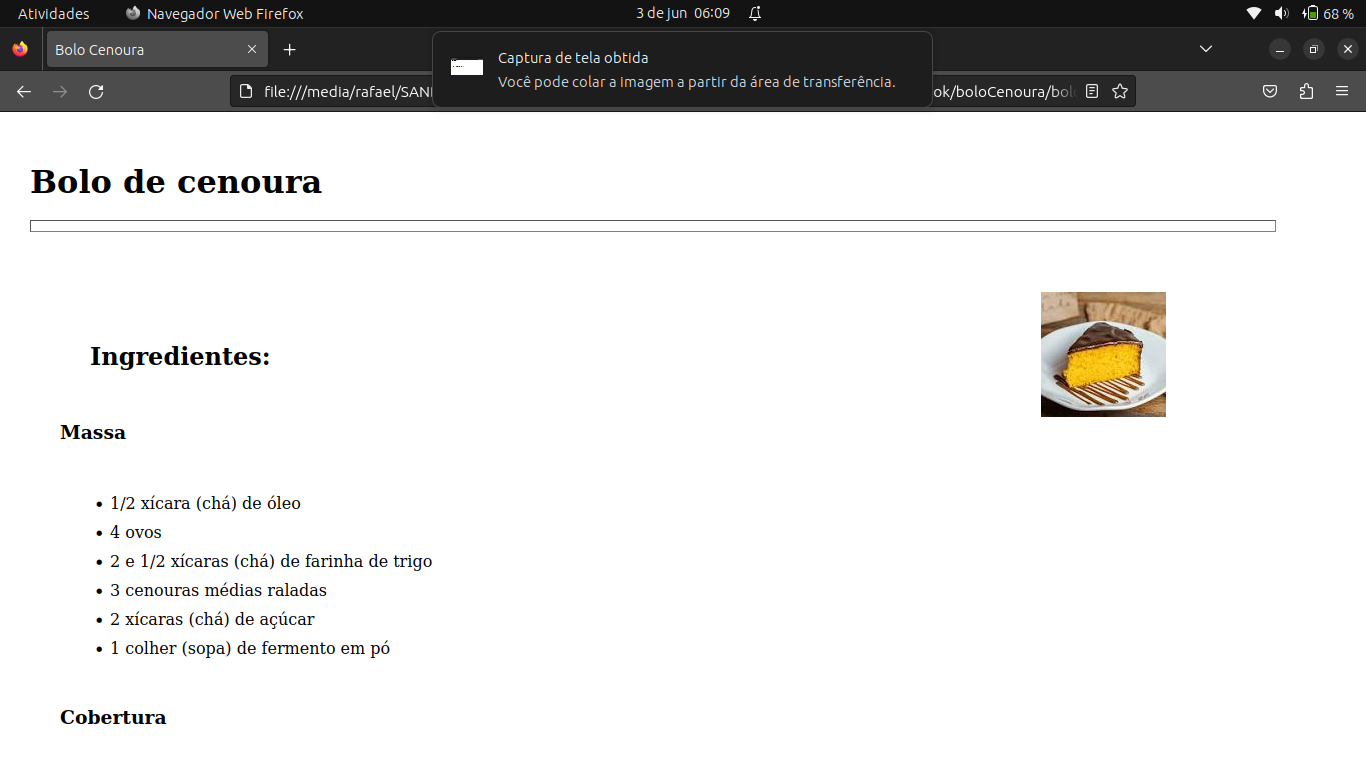 Atividades
Navegador Web Firefox
3 de jun 06:09
68 %
Bolo Cenoura
Captura de tela obtida
Você pode colar a imagem a partir da área de transferência.
file:///media/rafael/SAN
ok/boloCenoura/bol
Bolo de cenoura
Ingredientes:
Massa
• 1/2 xícara (chá) de óleo
• 4 ovos
• 2 e 1/2 xícaras (chá) de farinha de trigo
• 3 cenouras médias raladas
• 2 xícaras (chá) de açúcar
• 1 colher (sopa) de fermento em pó
Cobertura